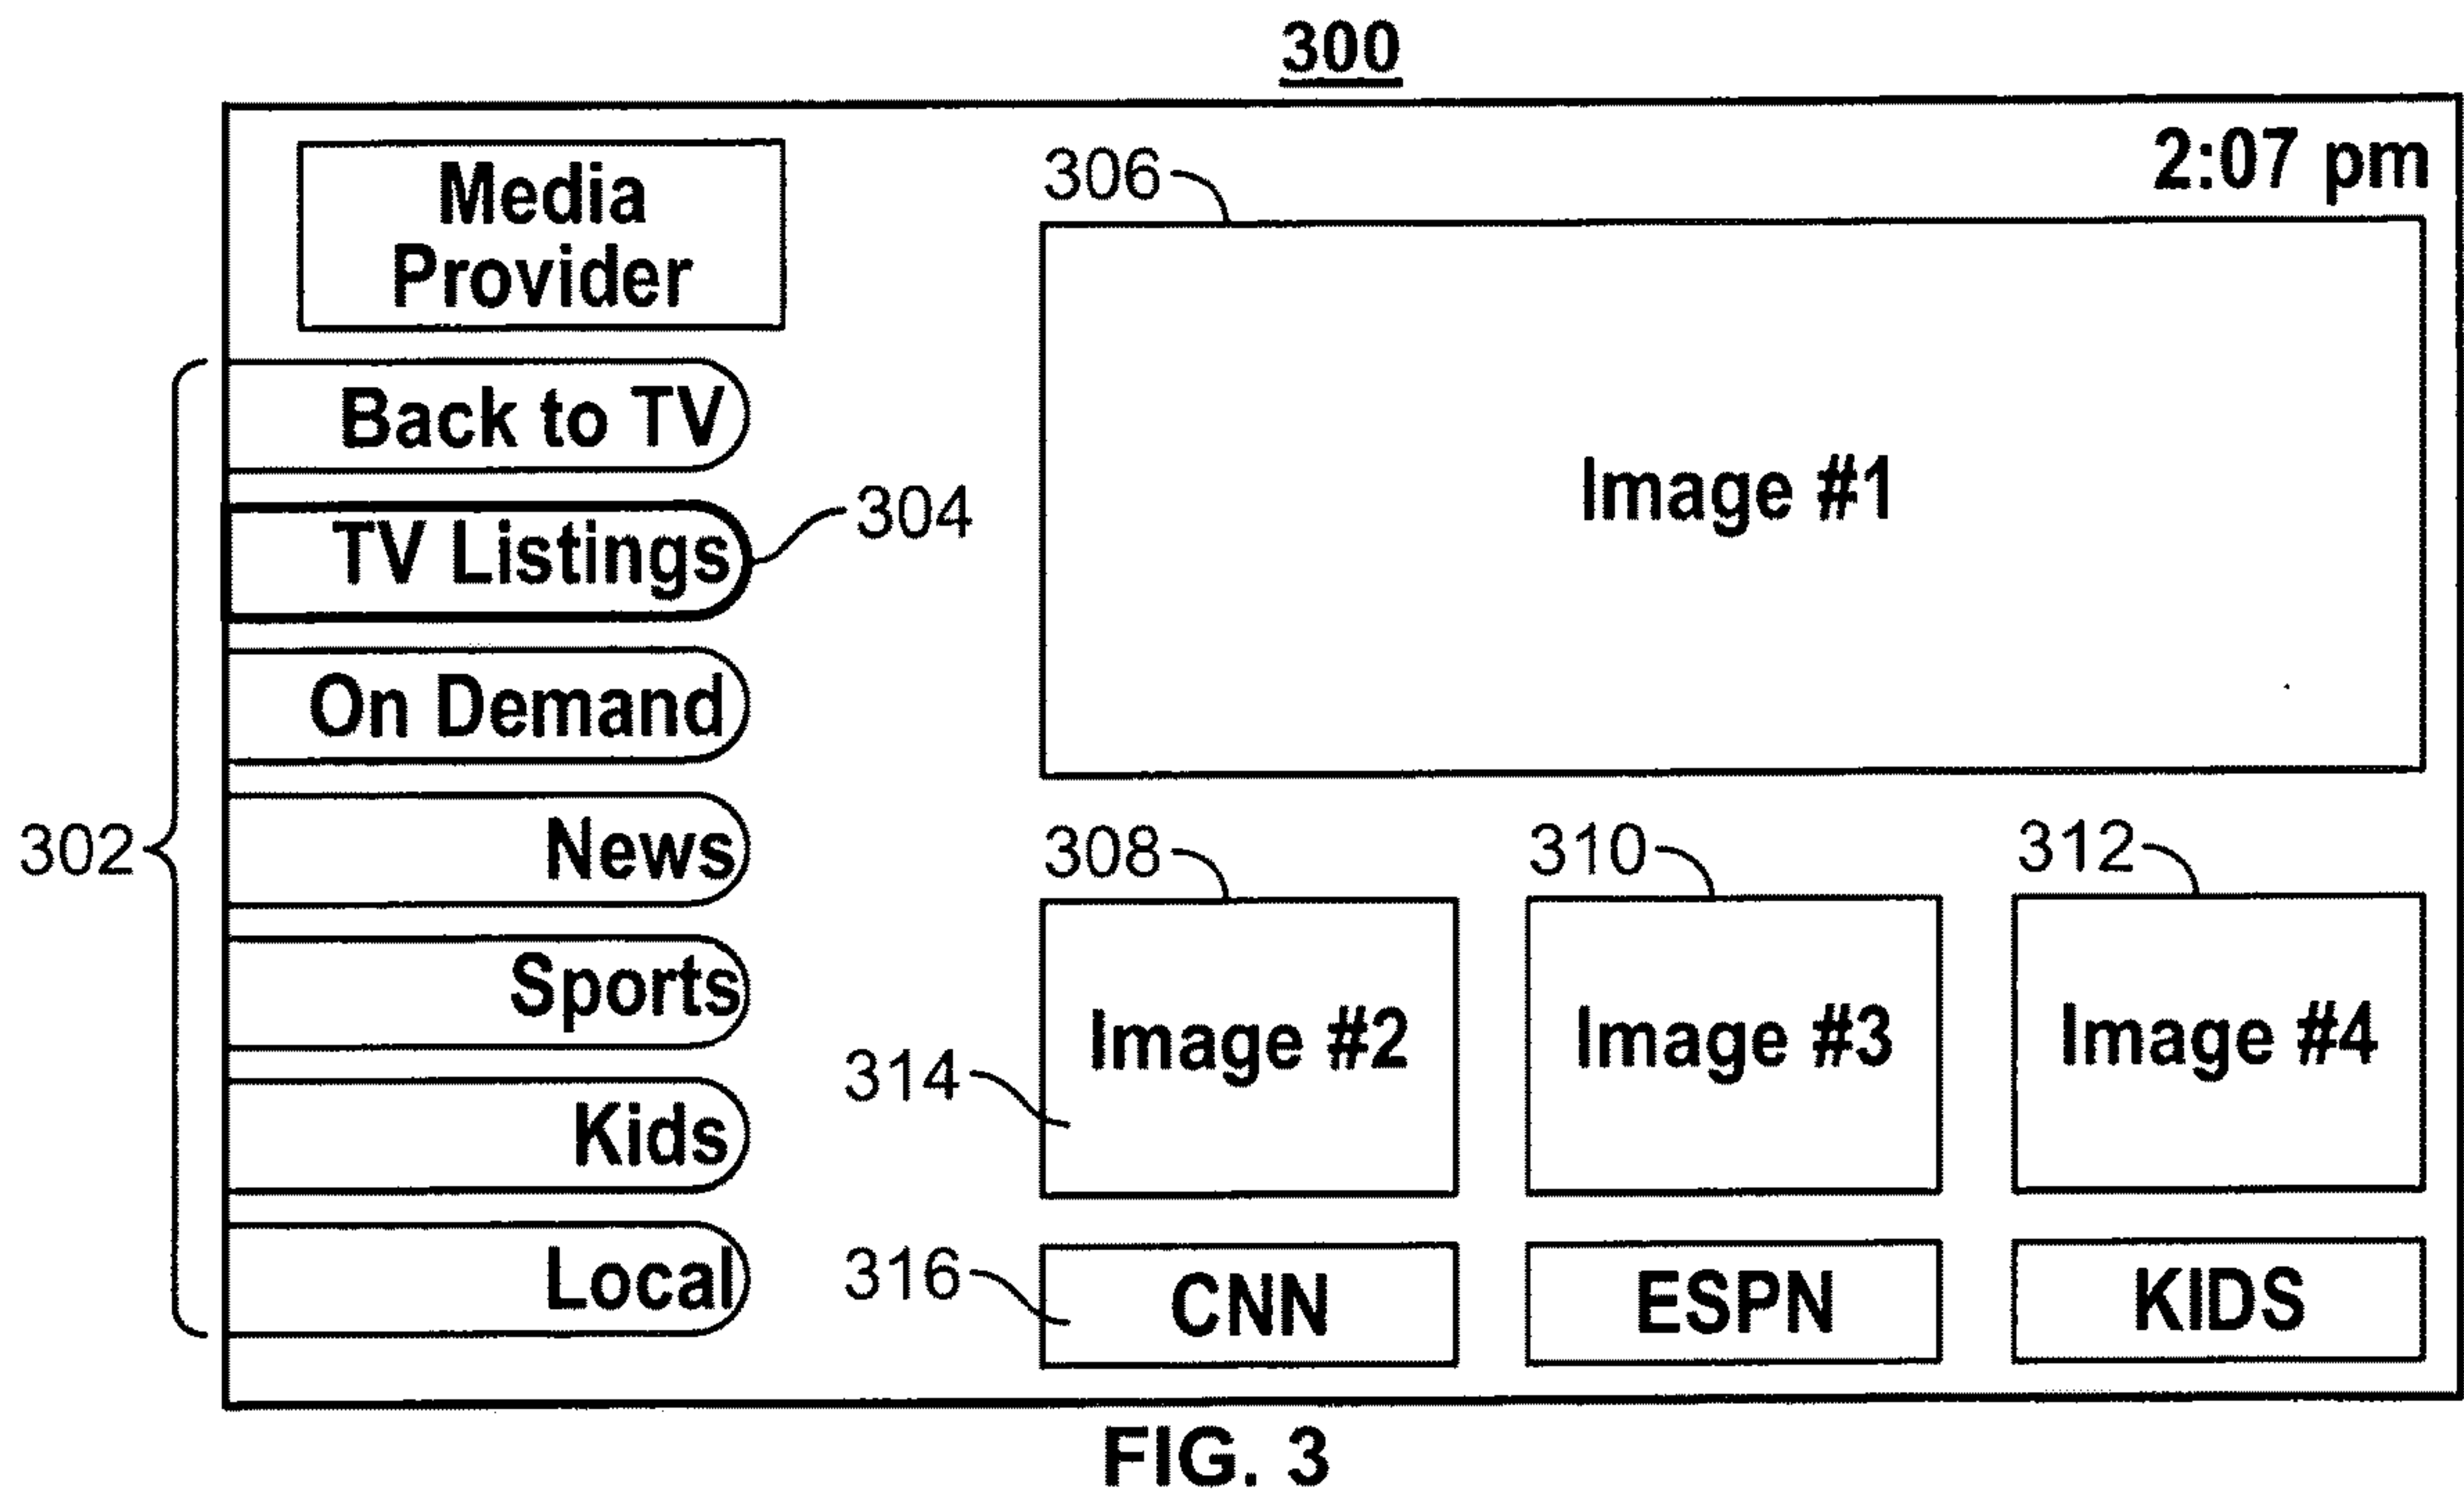 300
2:07 pm
Media
Provider
306
Image #1
Back to TV
TV Listings
304
On Demand
302
News
Sports
Kids
Local
308
310
312
Image #2
Image #3
Image #4
314
316
CNN
ESPN
KIDS
FIG. 3